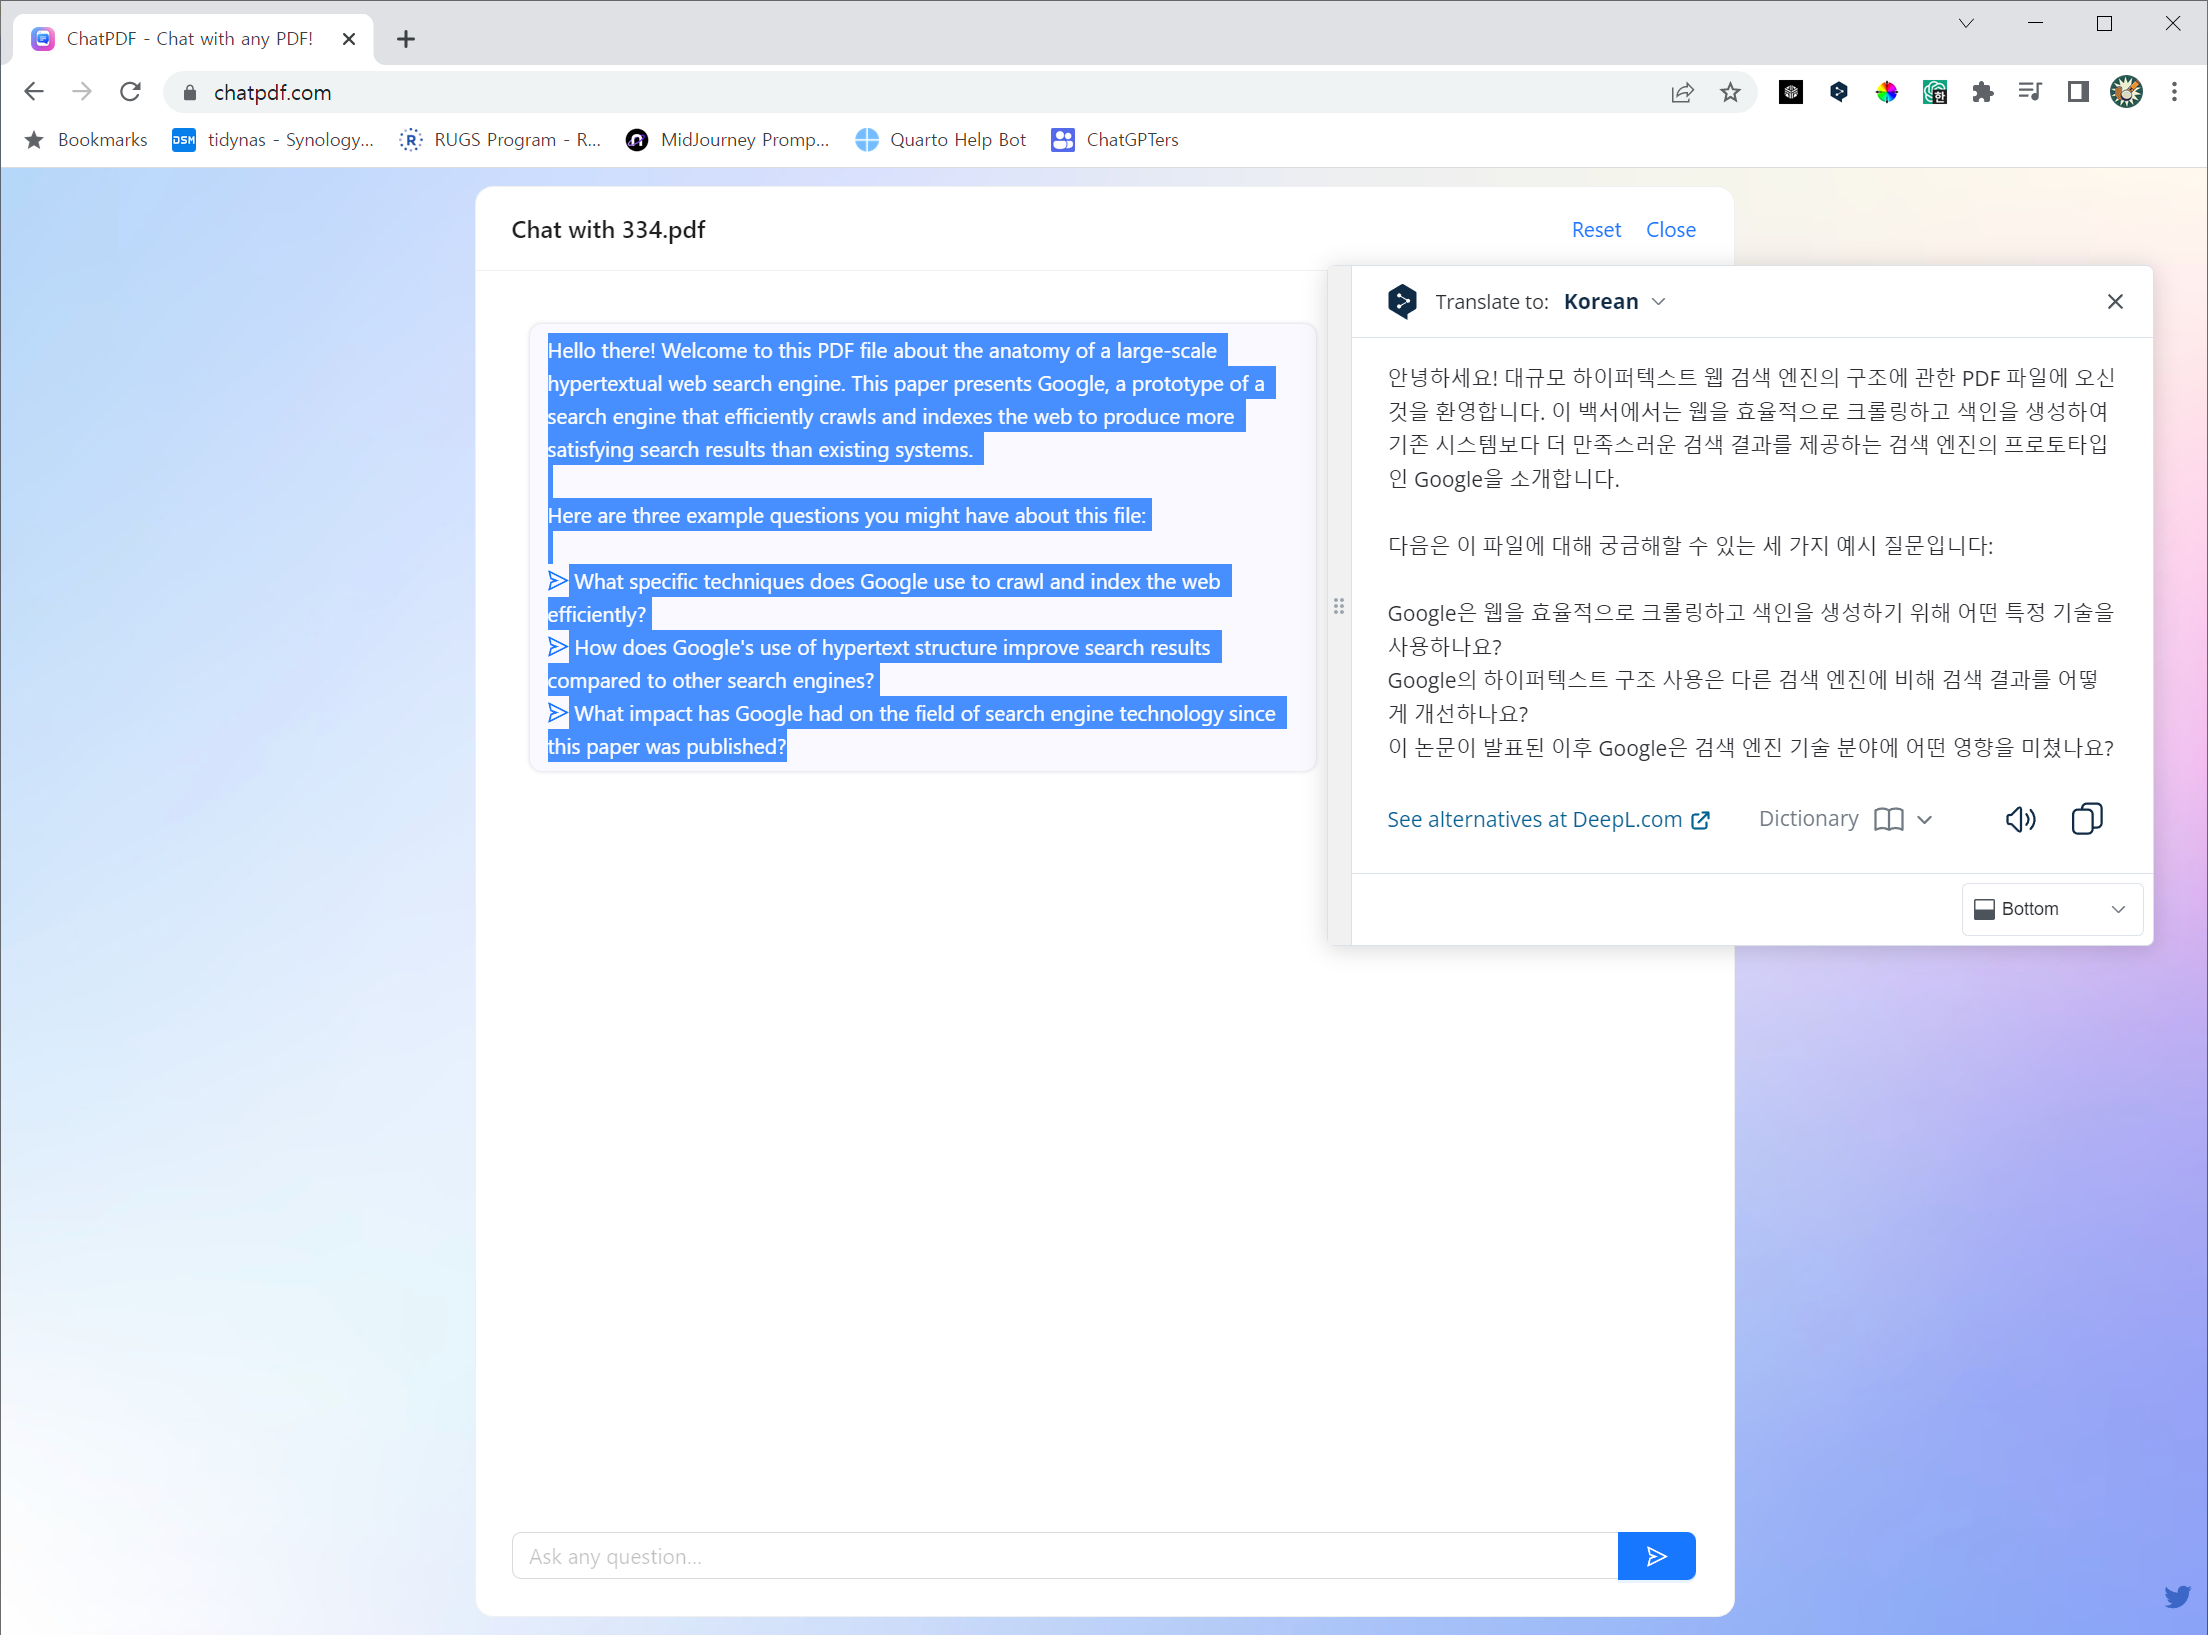 ChatPDF - Chat with any PDF!
chatpdf.com
한
Bookmarks
DSM
tidynas - Synology...
R
RUGS Program - R...
MidJourney Promp...
Quarto Help Bot
ChatGPTers
Chat with 334.pdf
Reset
Close
Hello there! Welcome to this PDF file about the anatomy of a large-scale
hypertextual web search engine. This paper presents Google, a prototype of a
search engine that efficiently crawls and indexes the web to produce more
satisfying search results than existing systems.
Here are three example questions you might have about this file:
What specific techniques does Google use to crawl and index the web
efficiently?
How does Google's use of hypertext structure improve search results
compared to other search engines?
What impact has Google had on the field of search engine technology since
this paper was published?
Translate to: Korean
안녕하세요! 대규모 하이퍼텍스트 웹 검색 엔진의 구조에 관한 PDF 파일에 오신
것을 환영합니다. 이 백서에서는 웹을 효율적으로 크롤링하고 색인을 생성하여
기존 시스템보다 더 만족스러운 검색 결과를 제공하는 검색 엔진의 프로토타입
인 Google을 소개합니다.
다음은 이 파일에 대해 궁금해할 수 있는 세 가지 예시 질문입니다:
Google은 웹을 효율적으로 크롤링하고 색인을 생성하기 위해 어떤 특정 기술을
사용하나요?
Google의 하이퍼텍스트 구조 사용은 다른 검색 엔진에 비해 검색 결과를 어떻
게 개선하나요?
이 논문이 발표된 이후 Google은 검색 엔진 기술 분야에 어떤 영향을 미쳤나요?
See alternatives at DeepL.com
Dictionary
Bottom
Ask any question...